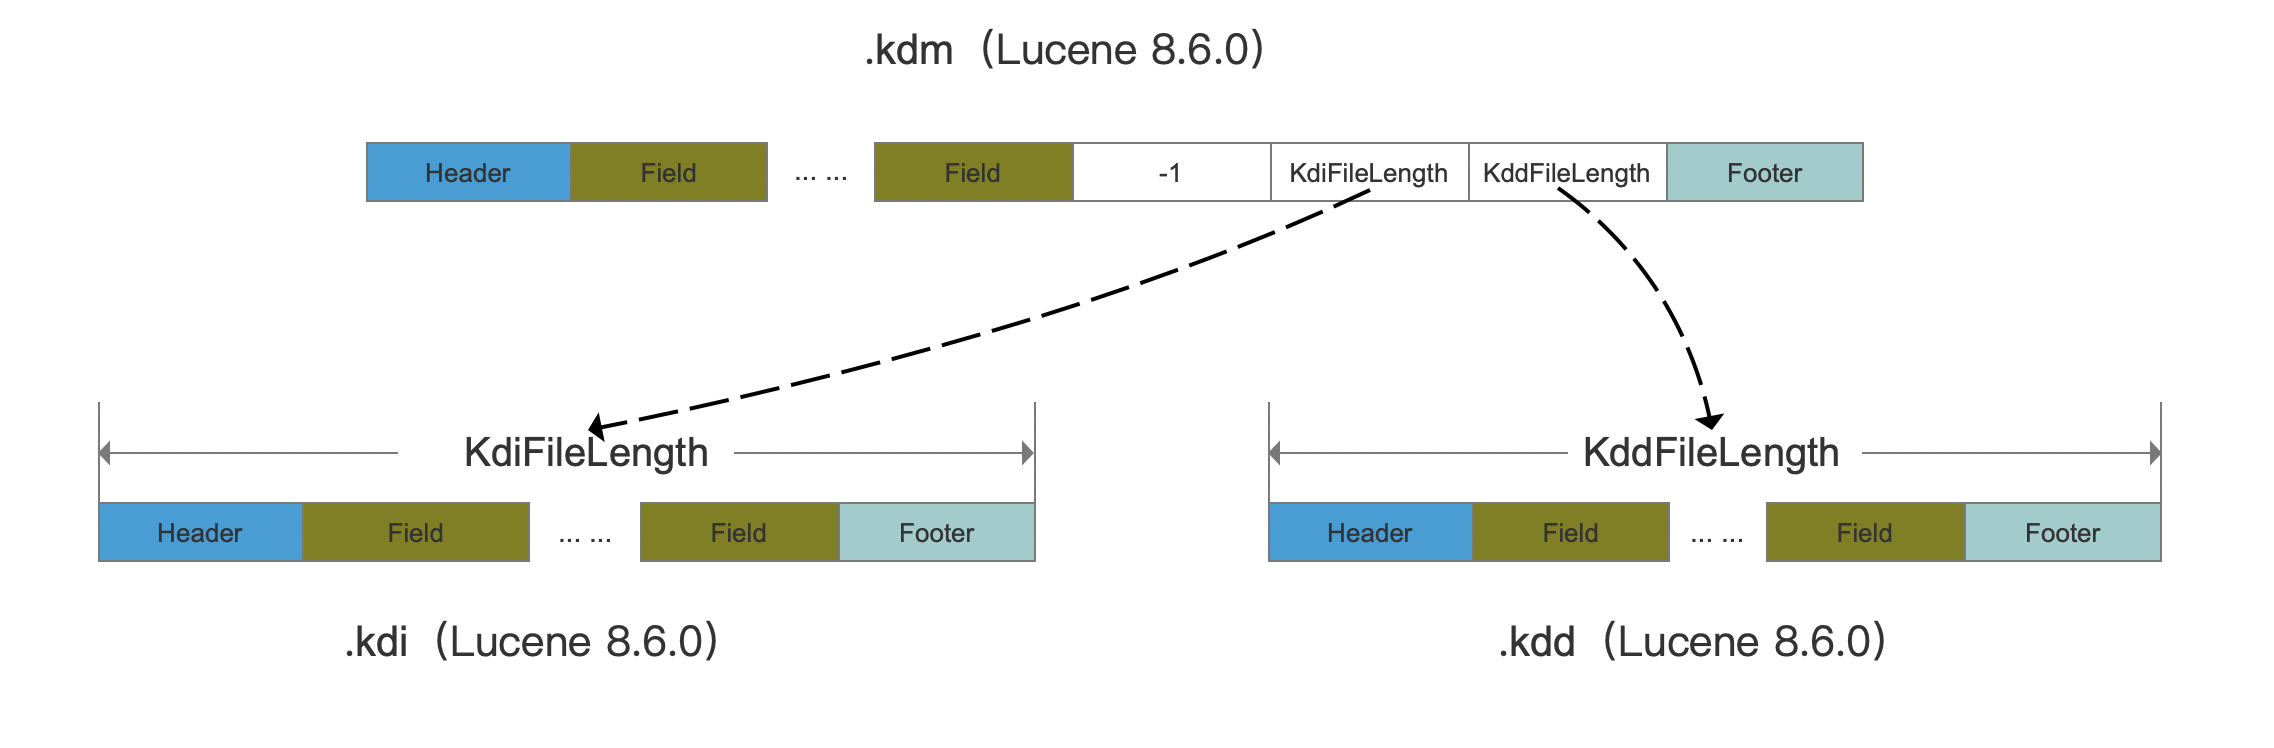 .kdm（Lucene 8.6.0）
Header Field ... ... Field -1 KdiFileLength KddFileLength Footer
KdiFileLength KddFileLength
Header Field ... ... Field Footer Header Field ... ... Field Footer
.kdi（Lucene 8.6.0） .kdd（Lucene 8.6.0）